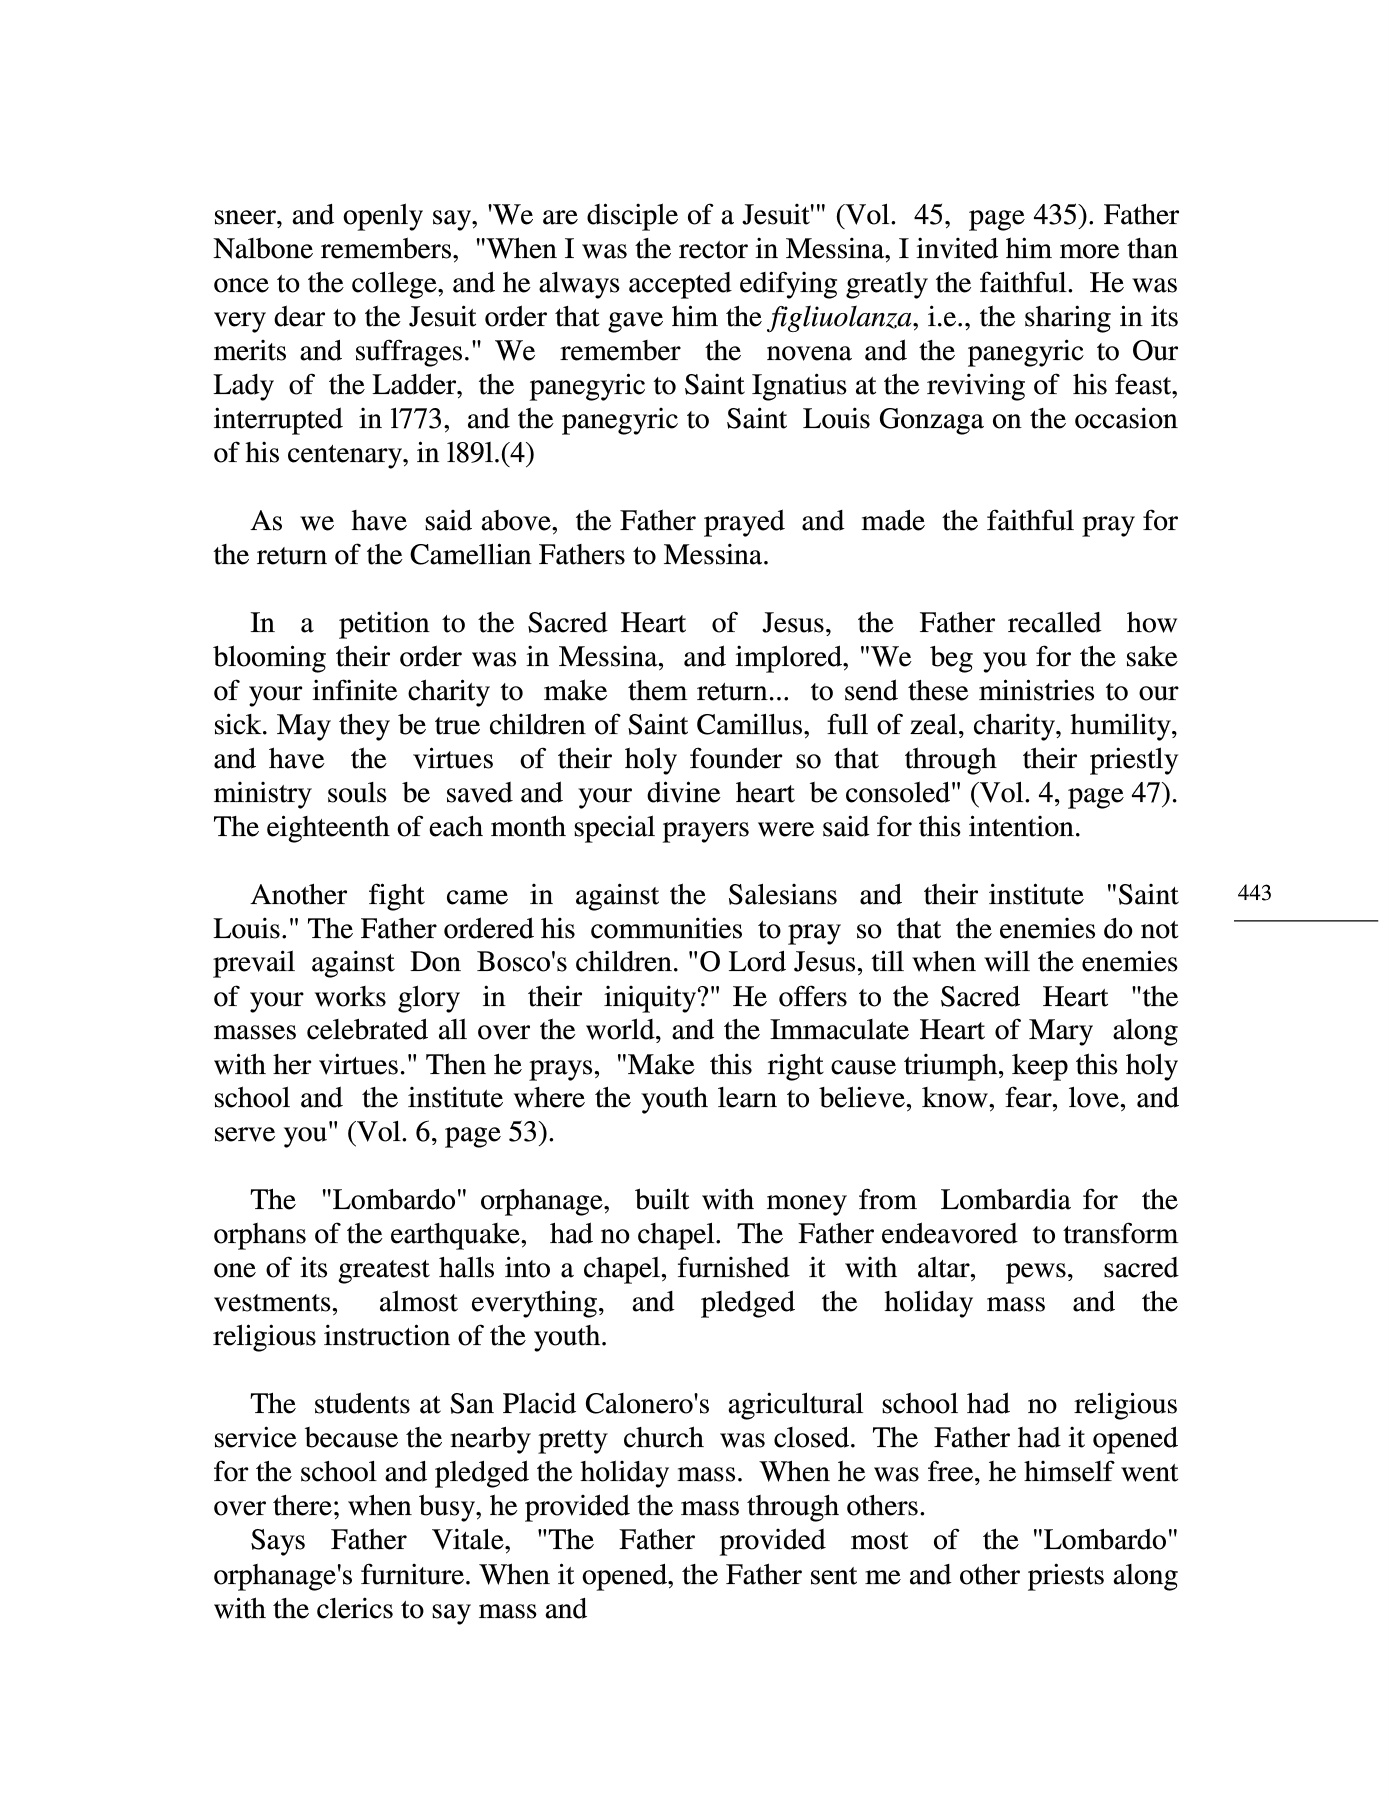 sneer, and openly say, 'We are disciple of a Jesuit'" (Vol. 45, page 435). Father
Nalbone remembers, "When I was the rector in Messina, I invited him more than
once to the college, and he always accepted edifying greatly the faithful. He was
very dear to the Jesuit order that gave him the figliuolanza, i.e., the sharing in its
merits and suffrages." We remember the novena and the panegyric to Our
Lady of the Ladder, the panegyric to Saint Ignatius at the reviving of his feast,
interrupted in l773, and the panegyric to Saint Louis Gonzaga on the occasion
of his centenary, in l89l.(4)
As we have said above, the Father prayed and made the faithful pray for
the return of the Camellian Fathers to Messina.
In a petition to the Sacred Heart of Jesus, the Father recalled how
blooming their order was in Messina, and implored, "We beg you for the sake
of your infinite charity to make them return... to send these ministries to our
sick. May they be true children of Saint Camillus, full of zeal, charity, humility,
and have the virtues of their holy founder so that through their priestly
ministry souls be saved and your divine heart be consoled" (Vol. 4, page 47).
The eighteenth of each month special prayers were said for this intention.
Another fight came in against the Salesians and their institute "Saint
Louis." The Father ordered his communities to pray so that the enemies do not
prevail against Don Bosco's children. "O Lord Jesus, till when will the enemies
of your works glory in their iniquity?" He offers to the Sacred Heart "the
masses celebrated all over the world, and the Immaculate Heart of Mary along
with her virtues." Then he prays, "Make this right cause triumph, keep this holy
school and the institute where the youth learn to believe, know, fear, love, and
serve you" (Vol. 6, page 53).
443
The "Lombardo" orphanage, built with money from Lombardia for the
orphans of the earthquake, had no chapel. The Father endeavored to transform
one of its greatest halls into a chapel, furnished it with altar, pews, sacred
vestments, almost everything, and pledged the holiday mass and the
religious instruction of the youth.
The students at San Placid Calonero's agricultural school had no religious
service because the nearby pretty church was closed. The Father had it opened
for the school and pledged the holiday mass. When he was free, he himself went
over there; when busy, he provided the mass through others.
Says Father Vitale, "The Father provided most of the "Lombardo"
orphanage's furniture. When it opened, the Father sent me and other priests along
with the clerics to say mass and